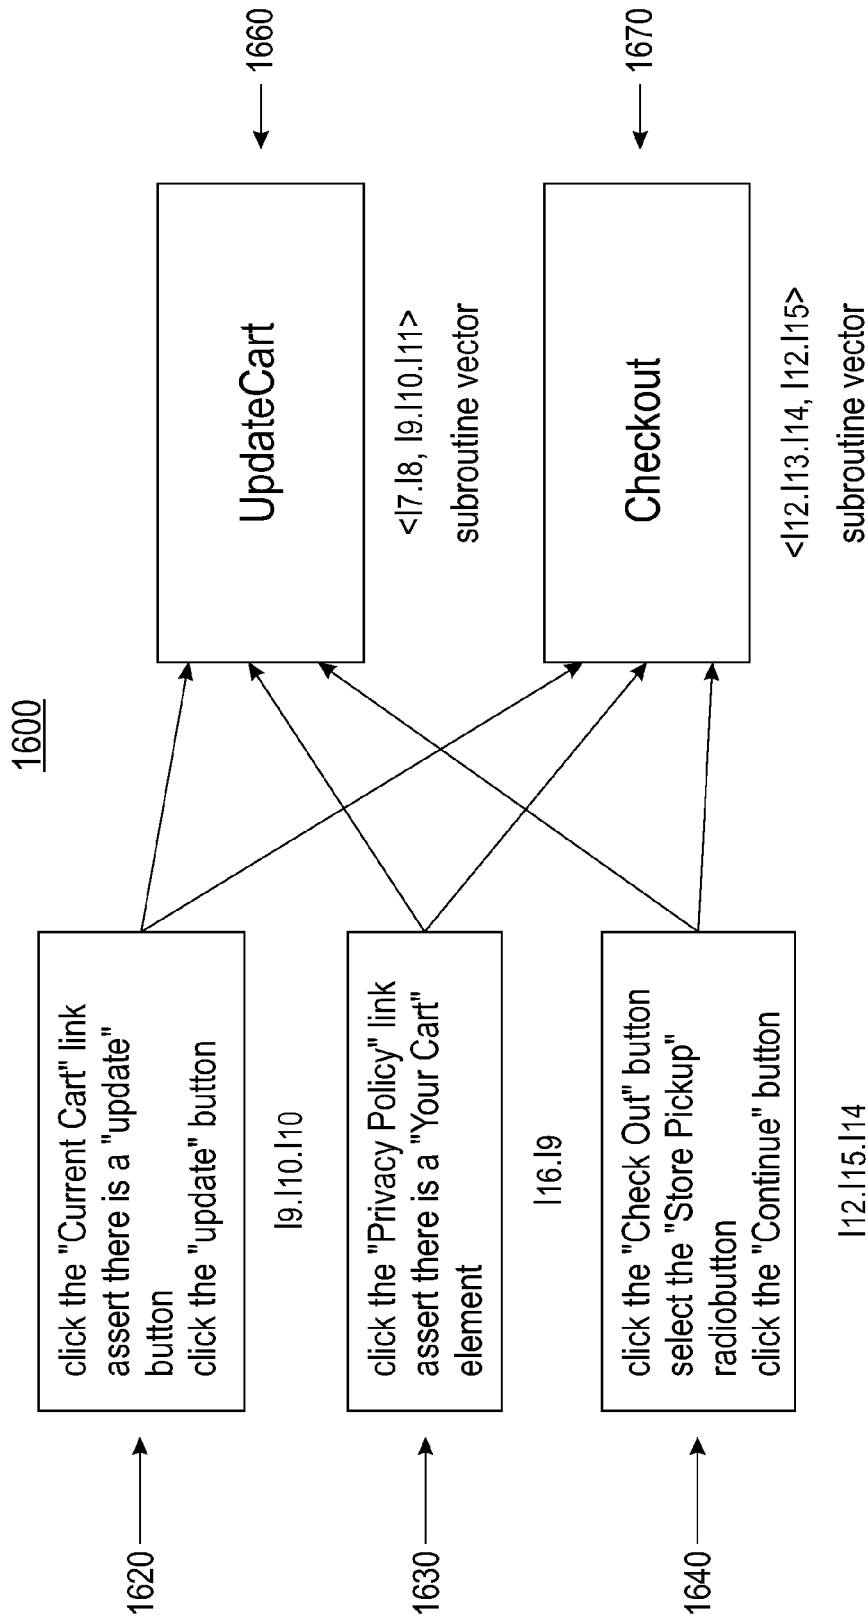 1600
1620
click the "Current Cart" link
assert there is a "update"
button
click the "update" button
I9.I10.I10
1630
click the "Privacy Policy" link
assert there is a "Your Cart"
element
I16.I9
1640
click the "Check Out" button
select the "Store Pickup"
radiobutton
click the "Continue" button
I12.I15.I14
UpdateCart
1660
<I7.I8, I9.I10.I11>
subroutine vector
Checkout
1670
<I12.I13.I14, I12.I15>
subroutine vector